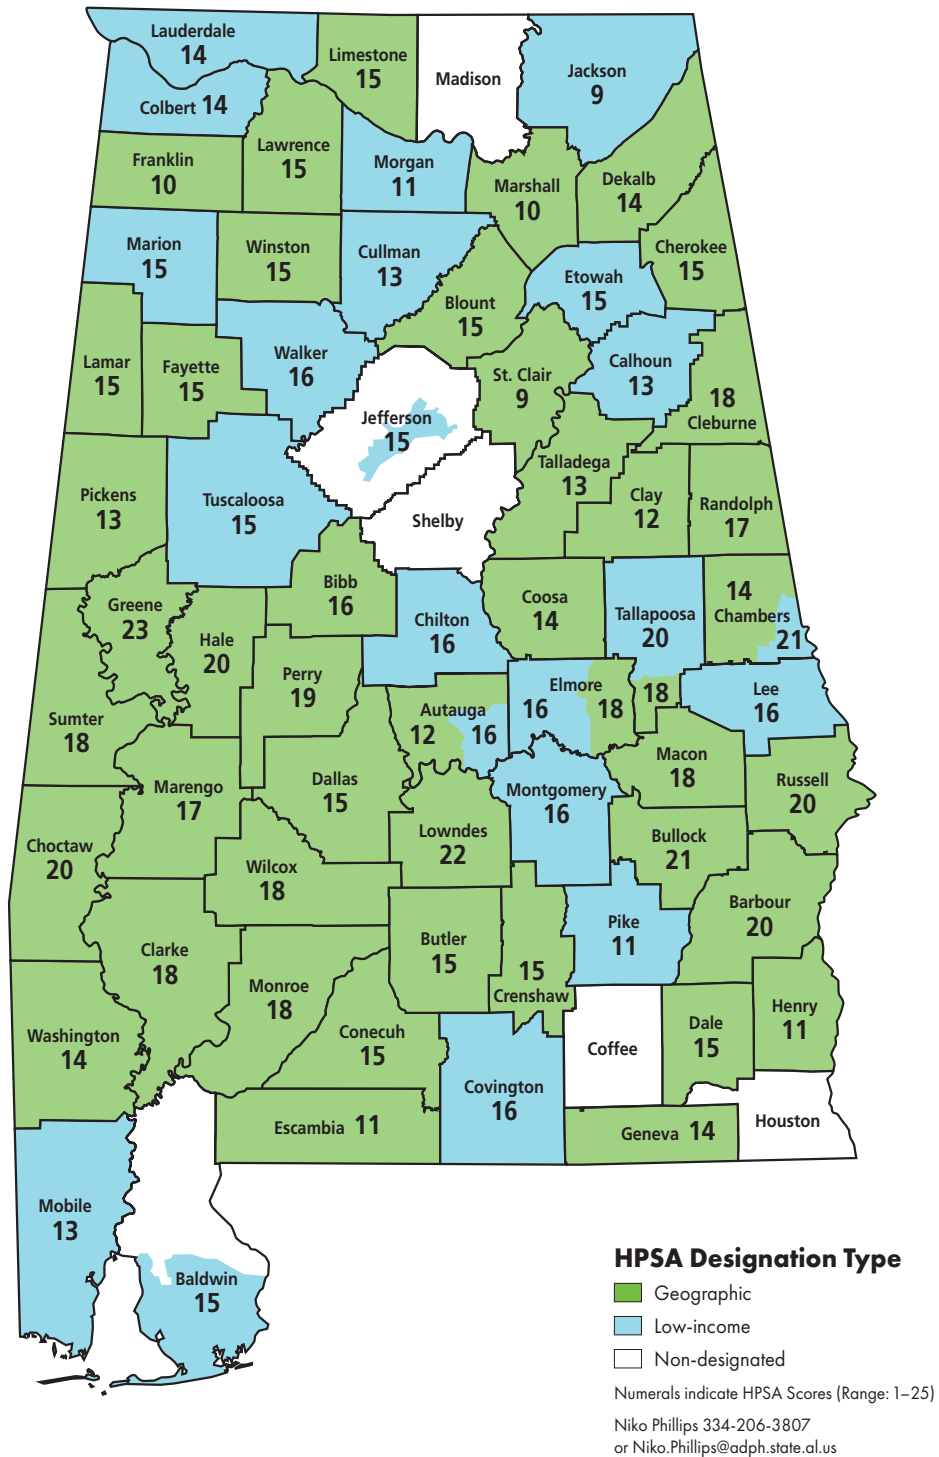 Lauderdale
14
Limestone
15
Madison
Jackson
9
Colbert 14
Lawrence
15
Franklin
10
Morgan
11
Marshall
10
Dekalb
14
Marion
15
Winston
15
Cullman
13
Cherokee
15
Etowah
15
Blount
15
Lamar
15
Fayette
15
Walker
16
St. Clair
9
Calhoun
13
18
Cleburne
Jefferson
15
Talladega
13
Pickens
13
Tuscaloosa
15
Shelby
Clay
12
Randolph
17
Greene
23
Bibb
16
Coosa
14
Tallapoosa
20
14
Chambers
21
Hale
20
Chilton
16
Perry
19
Sumter
18
Autauga
12
16
Elmore
16
18
18
Lee
16
Macon
18
Russell
20
Marengo
17
Dallas
15
Montgomery
16
Choctaw
20
Lowndes
22
Bullock
21
Wilcox
18
Barbour
20
Clarke
18
Butler
15
Pike
11
15
Crenshaw
Monroe
18
Washington
14
Conecuh
15
Coffee
Dale
15
Henry
11
Covington
16
Escambia 11
Geneva 14
Houston
Mobile
13
Baldwin
15
HPSA Designation Type
Geographic
Low-income
Non-designated
Numerals indicate HPSA Scores (Range: 1–25)
Niko Phillips 334-206-3807
or Niko.Phillips@adph.state.al.us